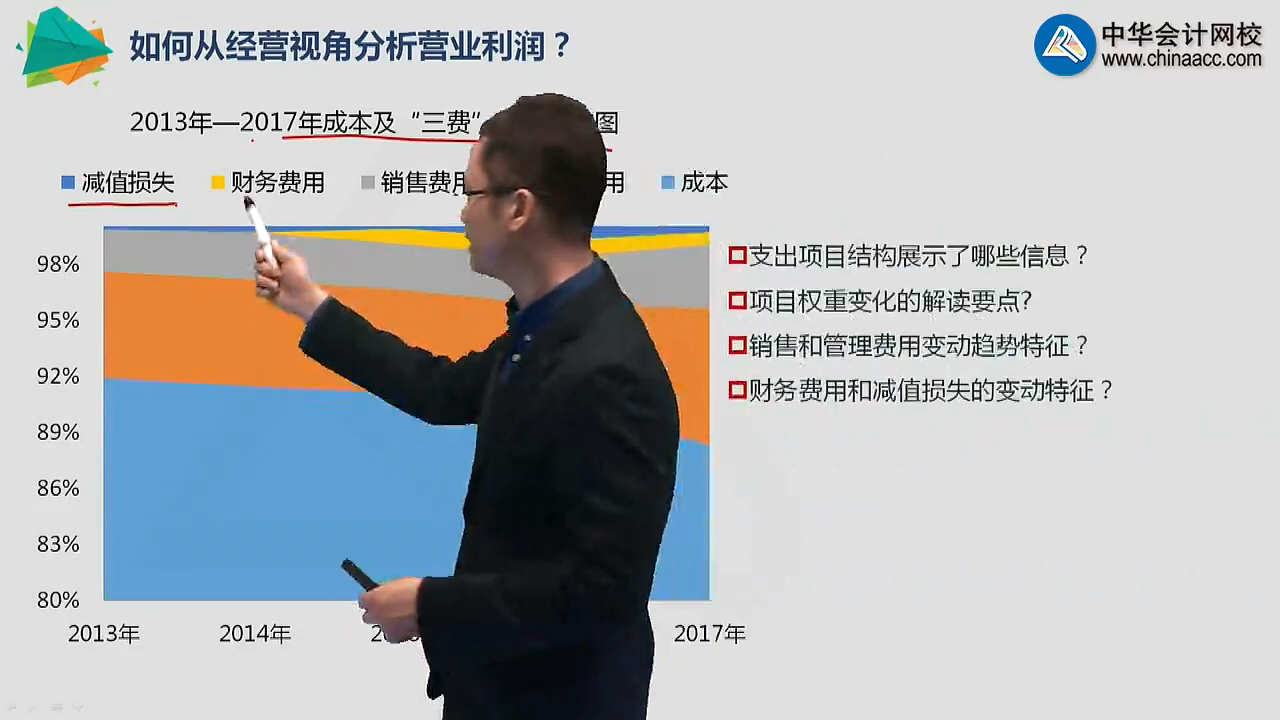 如何从经营视角分析营业利润？
中华会计网校
www.chinaacc.com
2013年—2017年成本及“三费”图
减值损失 财务费用 销售费用 用 成本
98%
95%
92%
89%
86%
83%
80%
2013年 2014年 2017年
支出项目结构展示了哪些信息？
项目权重变化的解读要点?
销售和管理费用变动趋势特征？
财务费用和减值损失的变动特征？